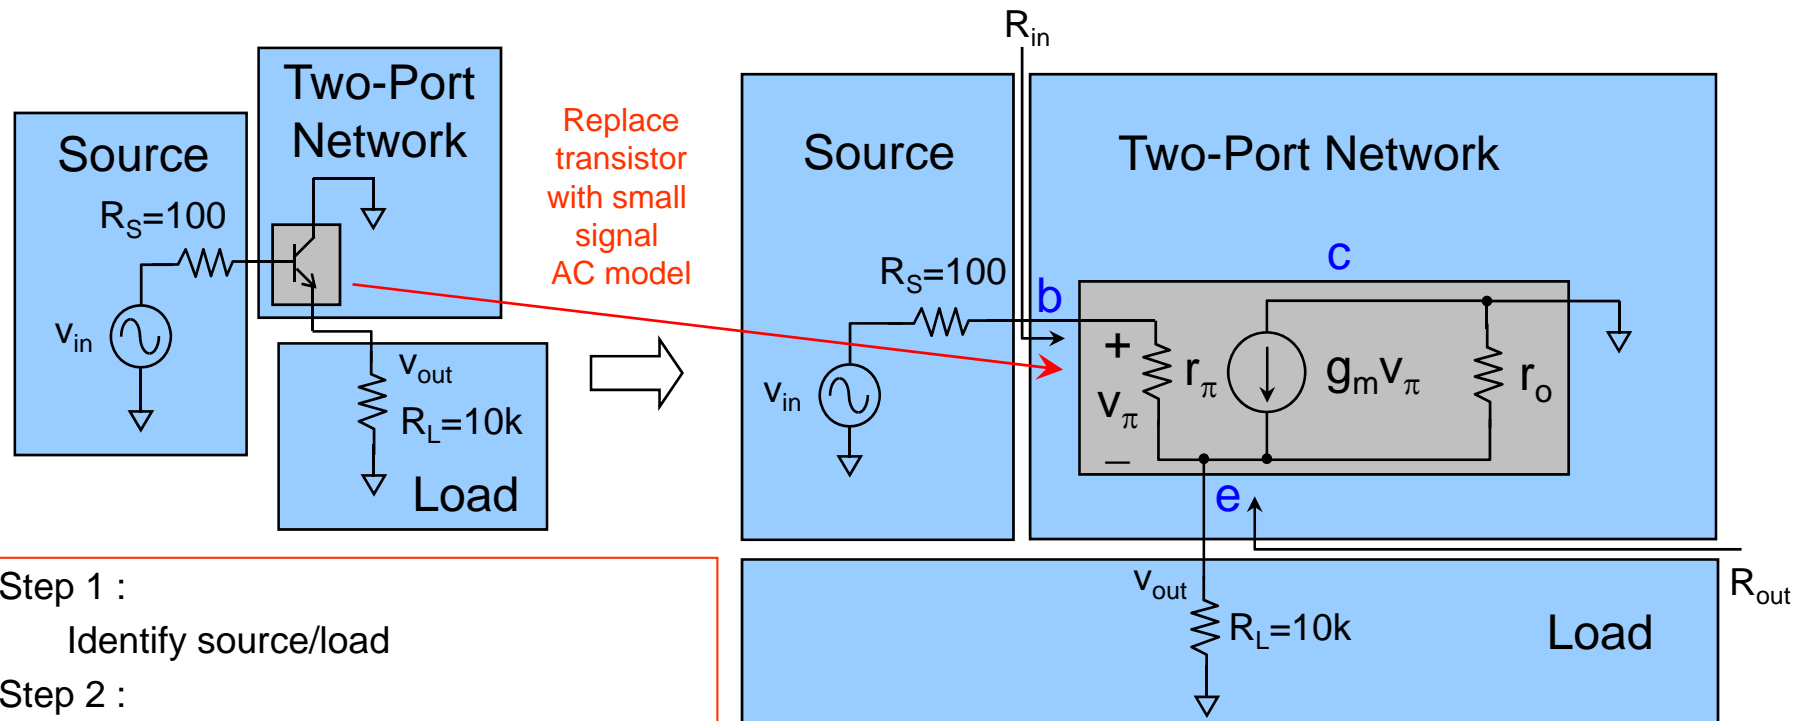 Two-Port
Network
Source
R_S=100
v_in
v_out
R_L=10k
Load
Replace
transistor
with small
signal
AC model
R_in
Source
Two-Port Network
R_S=100
b
c
v_in
+
v_π
–
r_π
g_m v_π
r_o
e
v_out
R_L=10k
Load
R_out
Step 1 :
Identify source/load
Step 2 :